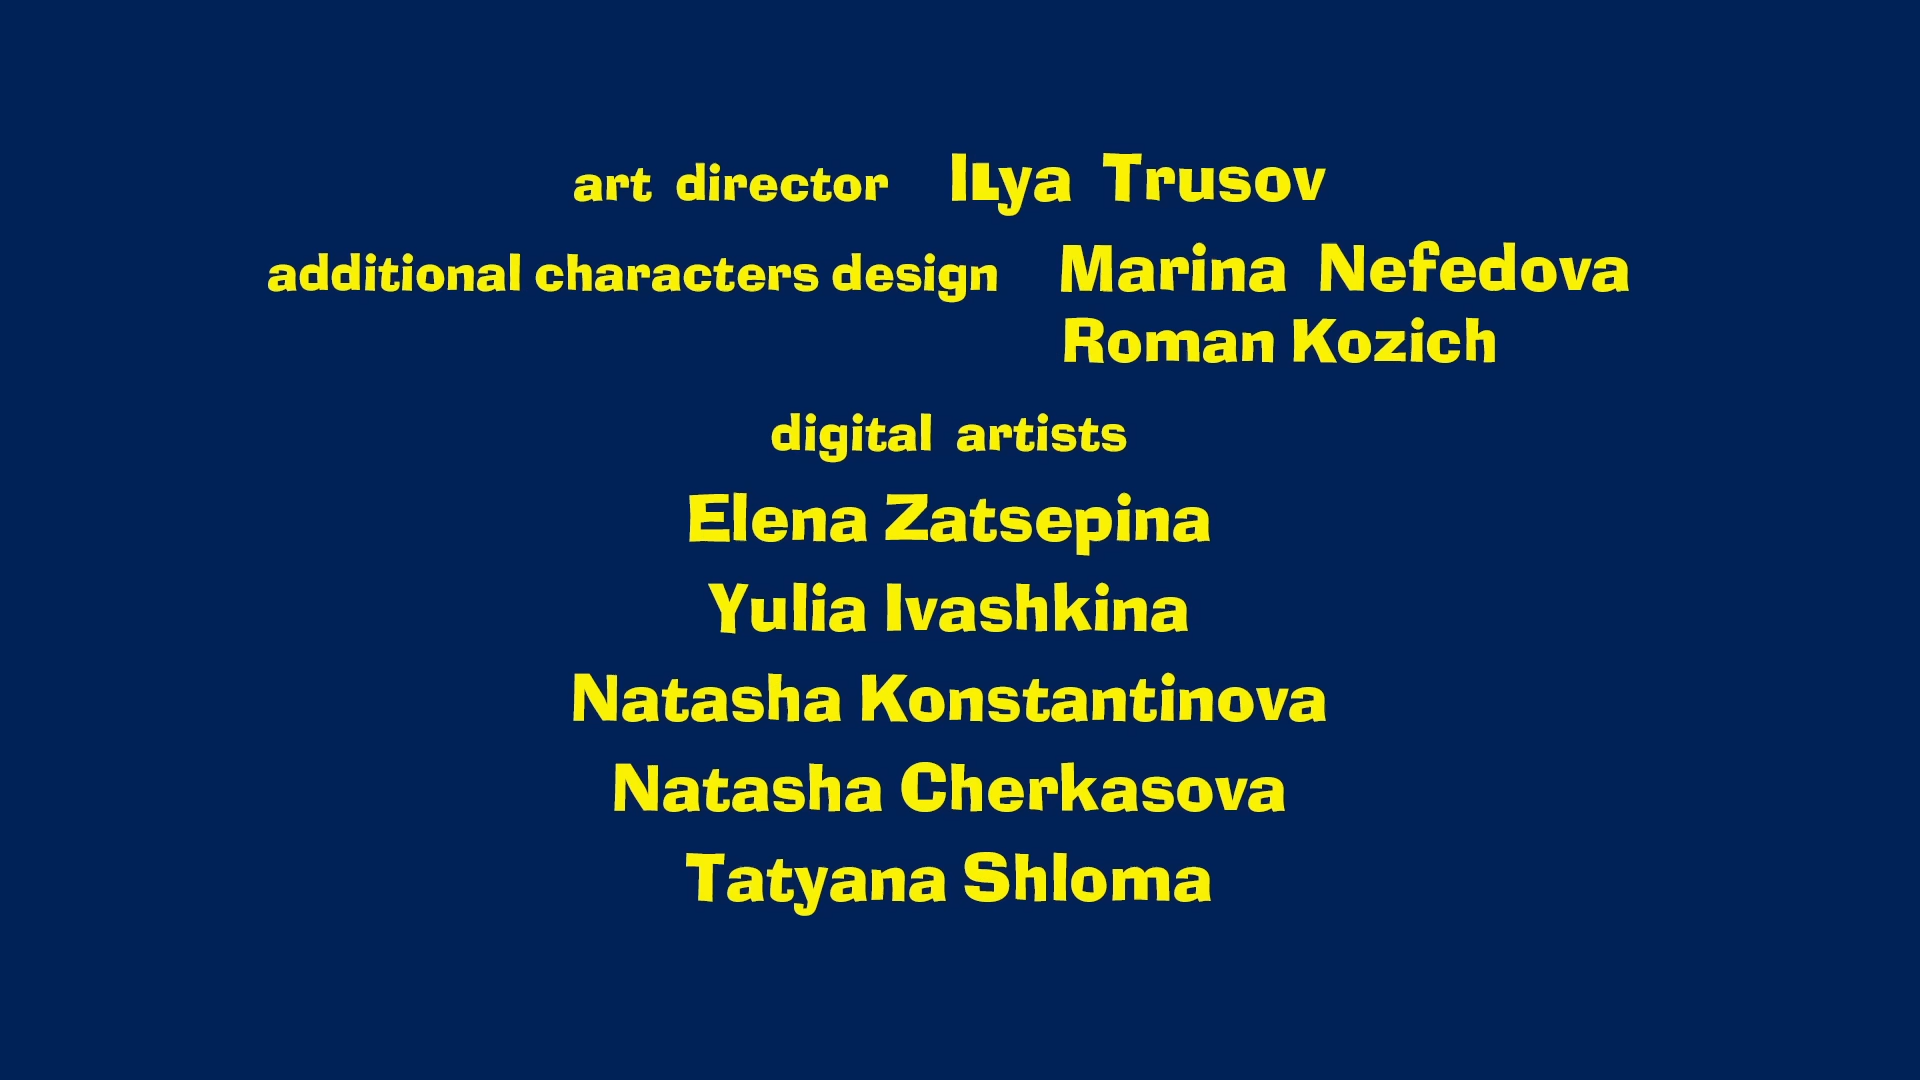 art director ILya Trusov
additional characters design Marina Nefedova
Roman Kozich
digital artists
Elena Zatsepina
Yulia Ivashkina
Natasha Konstantinova
Natasha Cherkasova
Tatyana Shloma